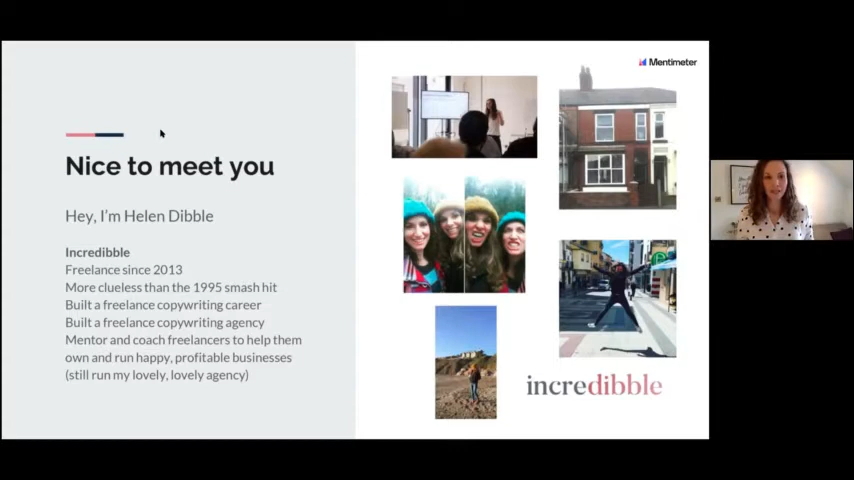 Mentimeter
Nice to meet you
Hey, I'm Helen Dibble
Incredibble
Freelance since 2013
More clueless than the 1995 smash hit
Built a freelance copywriting career
Built a freelance copywriting agency
Mentor and coach freelancers to help them
own and run happy, profitable businesses
(still run my lovely, lovely agency)
incredibble